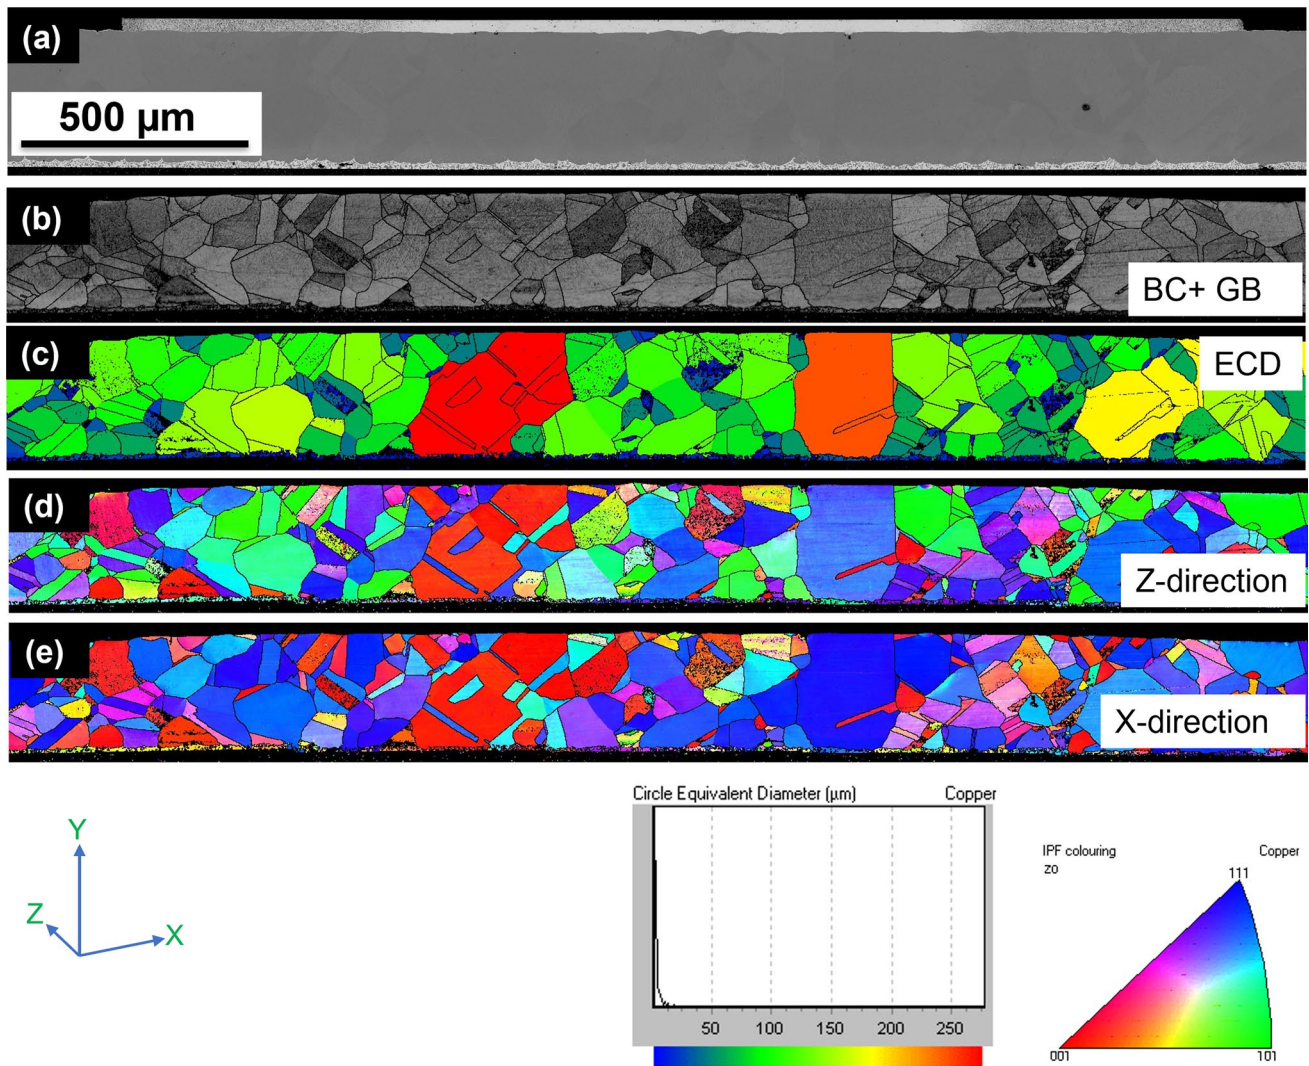 (a)
500 µm
(b)
BC+ GB
(c)
ECD
(d)
Z-direction
(e)
X-direction
Y
Z
X
Circle Equivalent Diameter (µm) Copper
50 100 150 200 250
IPF colouring Copper
Z0
111
001 101